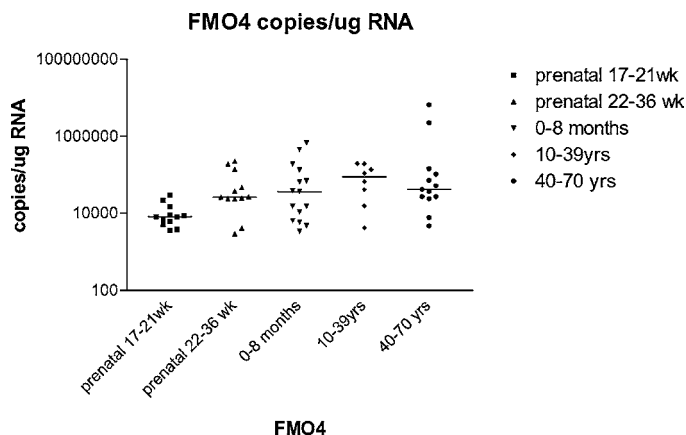 FMO4 copies/ug RNA
copies/ug RNA
100000000
1000000
10000
100
prenatal 17-21wk
prenatal 22-36 wk
0-8 months
10-39yrs
40-70 yrs
FMO4
prenatal 17-21wk
prenatal 22-36 wk
0-8 months
10-39yrs
40-70 yrs